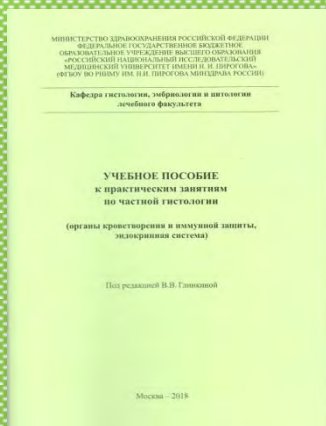 МИНИСТЕРСТВО ЗДРАВООХРАНЕНИЯ РОССИЙСКОЙ ФЕДЕРАЦИИ
ФЕДЕРАЛЬНОЕ ГОСУДАРСТВЕННОЕ БЮДЖЕТНОЕ
ОБРАЗОВАТЕЛЬНОЕ УЧРЕЖДЕНИЕ ВЫСШЕГО ОБРАЗОВАНИЯ
«РОССИЙСКИЙ НАЦИОНАЛЬНЫЙ ИССЛЕДОВАТЕЛЬСКИЙ
МЕДИЦИНСКИЙ УНИВЕРСИТЕТ ИМЕНИ Н. И. ПИРОГОВА»
(ФГБОУ ВО РНИМУ ИМ. Н.И. ПИРОГОВА МИНЗДРАВА РОССИИ)
Кафедра гистологии, эмбриологии и цитологии
лечебного факультета
УЧЕБНОЕ ПОСОБИЕ
к практическим занятиям
по частной гистологии
(органы кроветворения и иммунной защиты,
эндокринная система)
Под редакцией В.В. Глинкиной
Москва – 2018